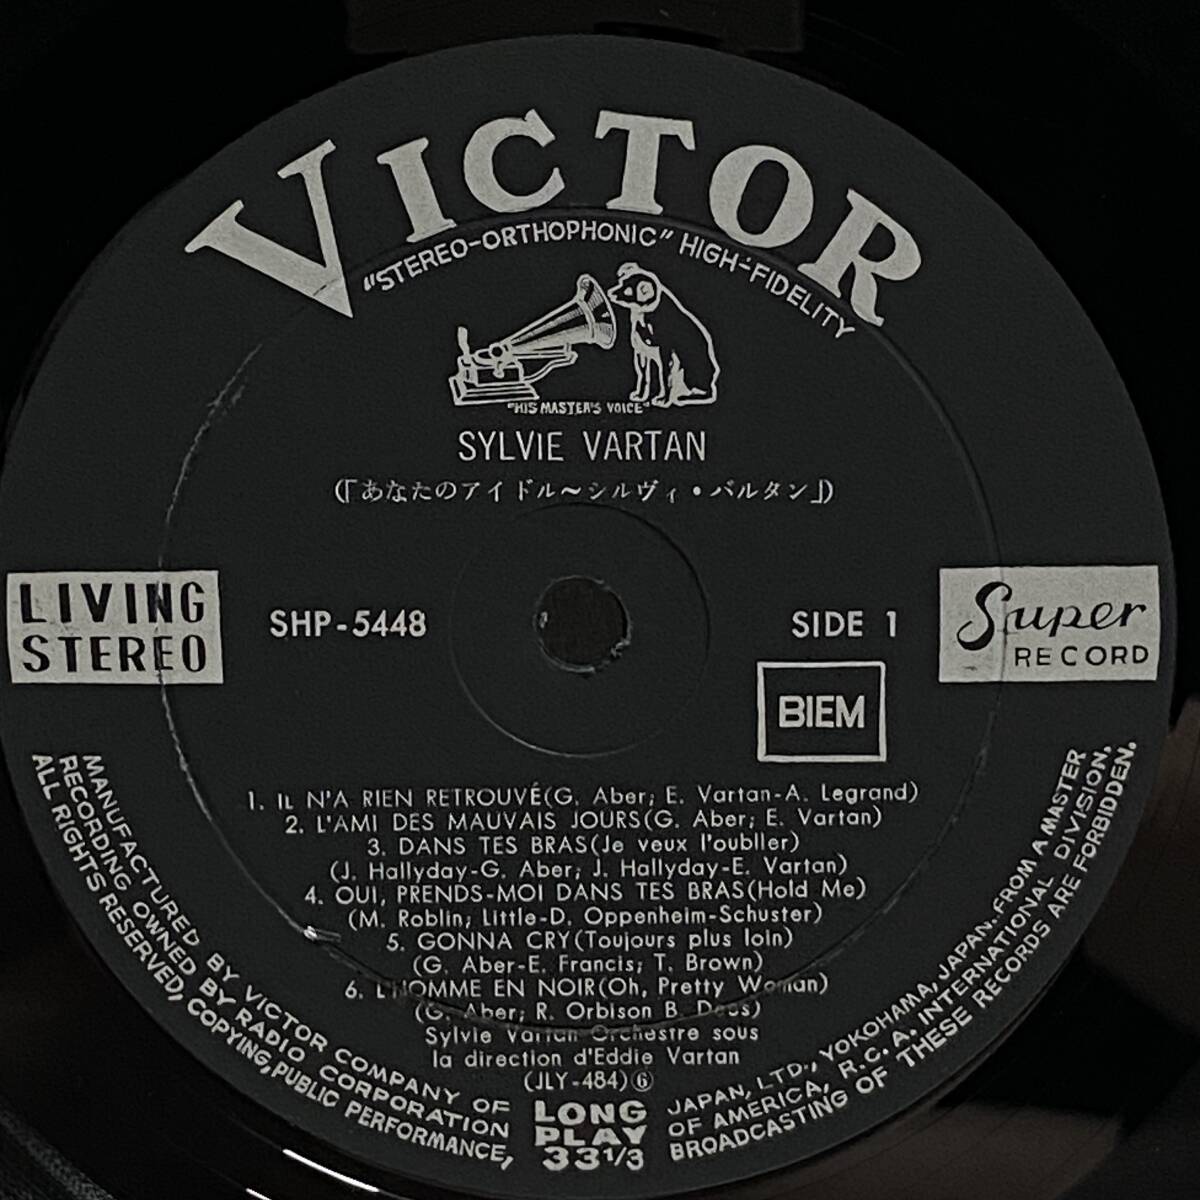 VICTOR
"STEREO-ORTHOPHONIC" HIGH-FIDELITY
"HIS MASTER'S VOICE"
SYLVIE VARTAN
(『あなたのアイドル〜シルヴィ・バルタン』)
LIVING
STEREO
SHP-5448
SIDE 1
Super
RECORD
BIEM
1. IL N'A RIEN RETROUVÉ(G. Aber; E. Vartan-A. Legrand)
2. L'AMI DES MAUVAIS JOURS(G. Aber; E. Vartan)
3. DANS TES BRAS(Je veux l'oublier)
(J. Hallyday-G. Aber; J. Hallyday-E. Vartan)
4. OUI, PRENDS-MOI DANS TES BRAS(Hold Me)
(M. Roblin; Little-D. Oppenheim-Schuster)
5. GONNA CRY(Toujours plus loin)
(G. Aber-E. Francis; T. Brown)
6. L'HOMME EN NOIR(Oh, Pretty Woman)
(G. Aber; R. Orbison B. Dees)
Sylvie Vartan Orchestre sous
la direction d'Eddie Vartan
(JLY-484)⑥
LONG
PLAY
33 1/3
MANUFACTURED BY VICTOR COMPANY OF JAPAN, LTD., YOKOHAMA, JAPAN. FROM A MASTER
RECORDING OWNED BY RADIO CORPORATION OF AMERICA, R.C.A. INTERNATIONAL DIVISION.
ALL RIGHTS RESERVED, COPYING, PUBLIC PERFORMANCE, BROADCASTING OF THESE RECORDS ARE FORBIDDEN.